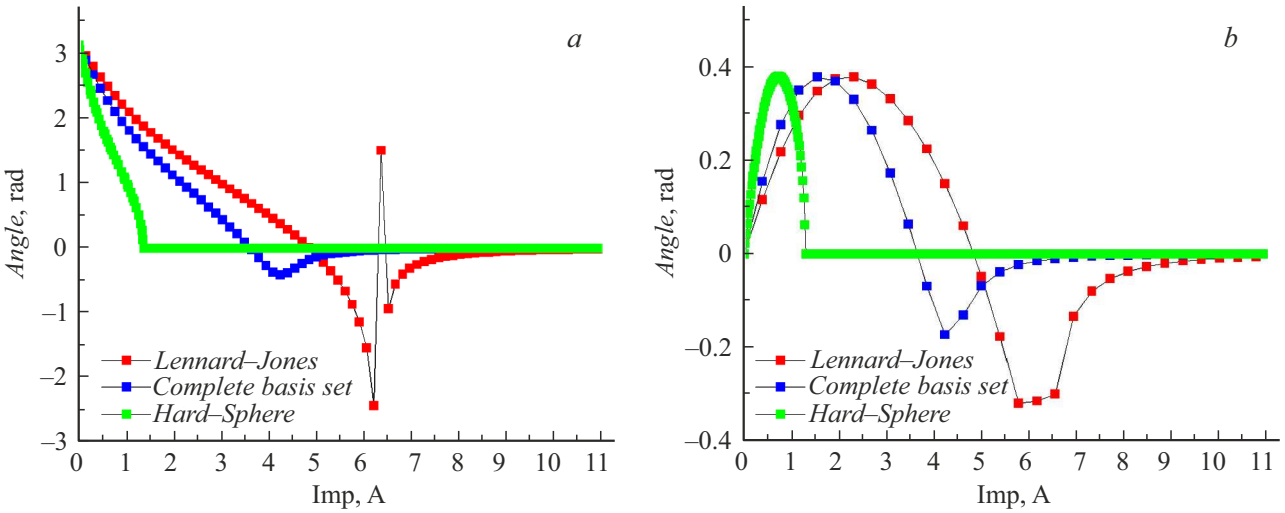 a
3
2
1
0
–1
–2
–3
Angle, rad
Lennard–Jones
Complete basis set
Hard–Sphere
0 1 2 3 4 5 6 7 8 9 10 11
Imp, A
b
0.4
0.2
0
–0.2
–0.4
Angle, rad
Lennard–Jones
Complete basis set
Hard–Sphere
0 1 2 3 4 5 6 7 8 9 10 11
Imp, A